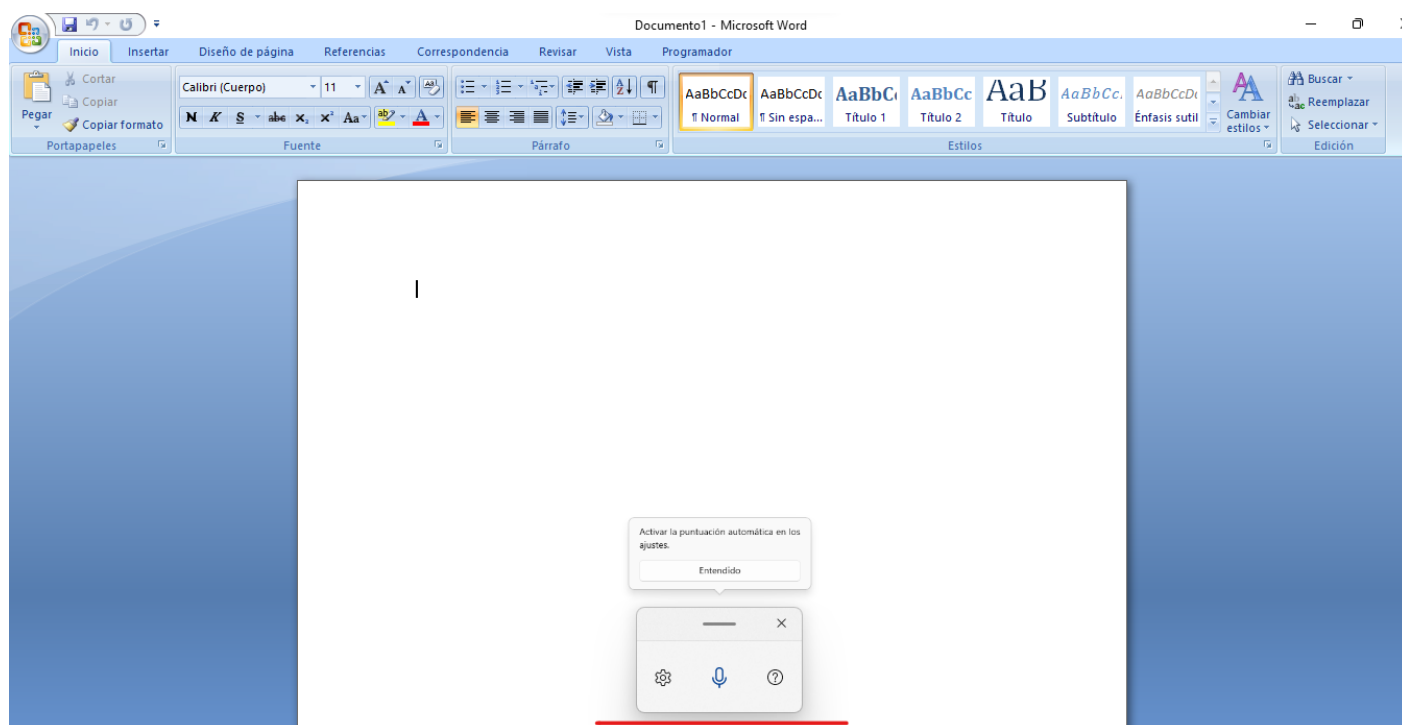 Documento1 - Microsoft Word
Inicio Insertar Diseño de página Referencias Correspondencia Revisar Vista Programador
Pegar
Cortar
Copiar
Copiar formato
Portapapeles
Calibri (Cuerpo) 11
N K S abc x₂ x² Aa ab A
Fuente
Párrafo
AaBbCcDc AaBbCcDc AaBbC AaBbCc AaB AaBbCc. AaBbCcDc
¶ Normal ¶ Sin espa... Título 1 Título 2 Título Subtítulo Énfasis sutil
Cambiar
estilos
Estilos
Buscar
Reemplazar
Seleccionar
Edición
Activar la puntuación automática en los
ajustes.
Entendido